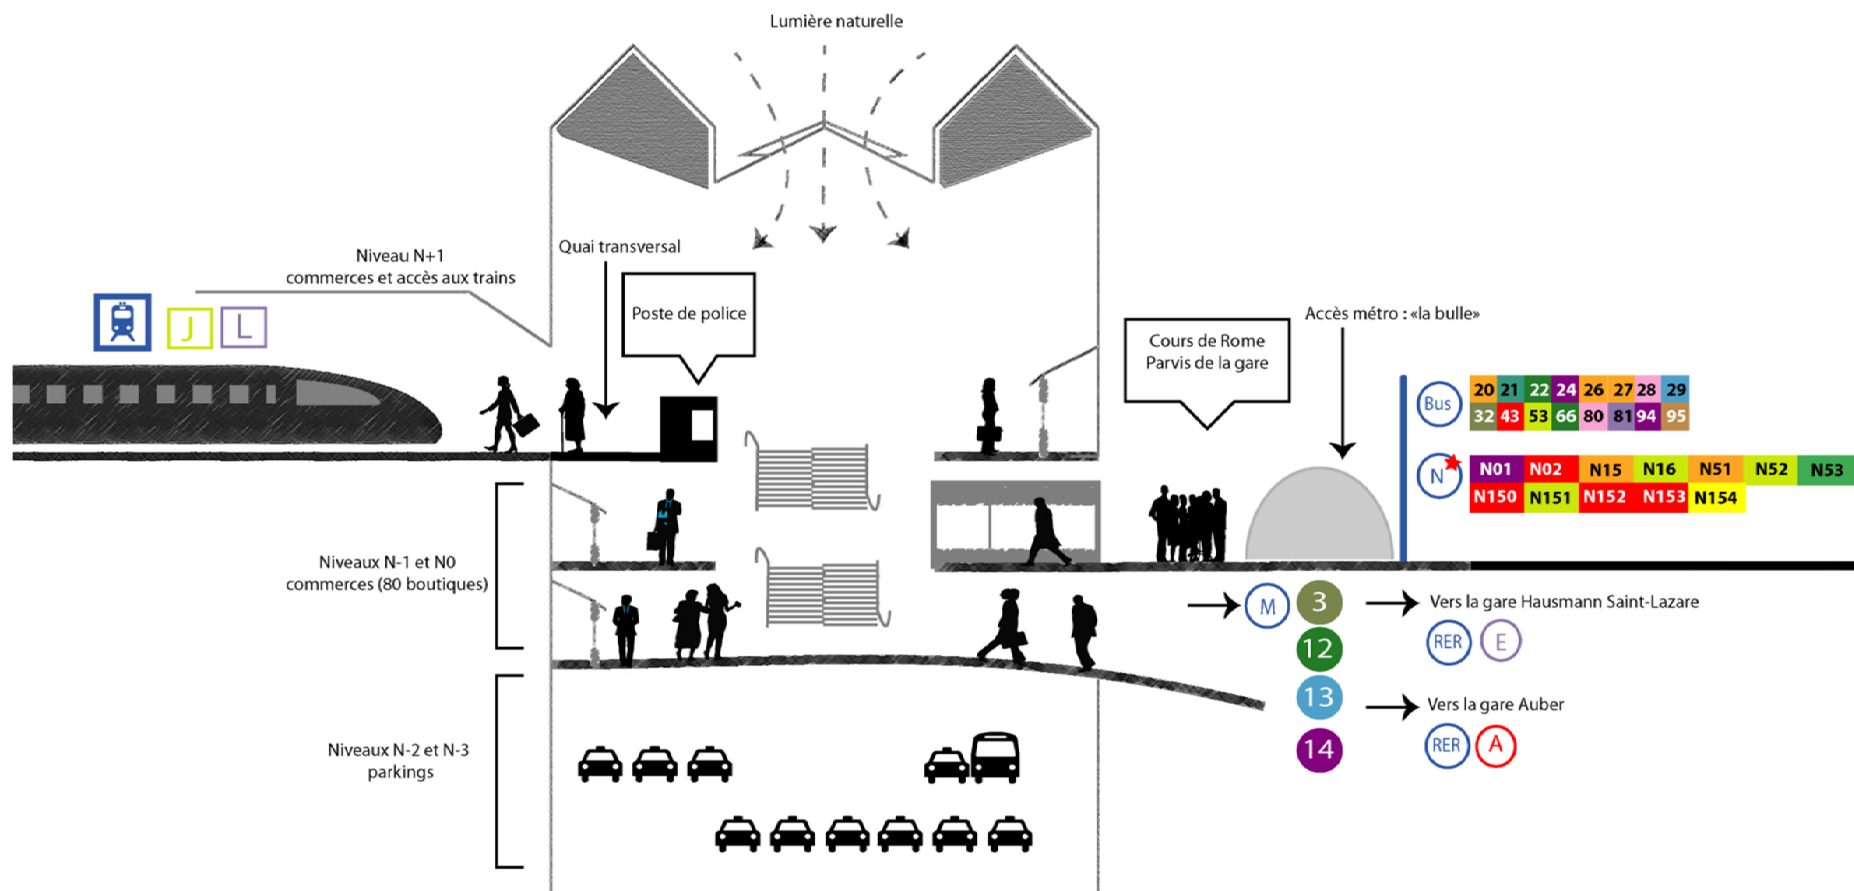 Lumière naturelle
Niveau N+1
commerces et accès aux trains
Quai transversal
J L
Poste de police
Cours de Rome
Parvis de la gare
Accès métro : «la bulle»
Bus
20 21 22 24 26 27 28 29
32 43 53 66 80 81 94 95
N
N01 N02 N15 N16 N51 N52 N53
N150 N151 N152 N153 N154
Niveaux N-1 et N0
commerces (80 boutiques)
M 3
12
13
14
Vers la gare Hausmann Saint-Lazare
RER E
Vers la gare Auber
RER A
Niveaux N-2 et N-3
parkings